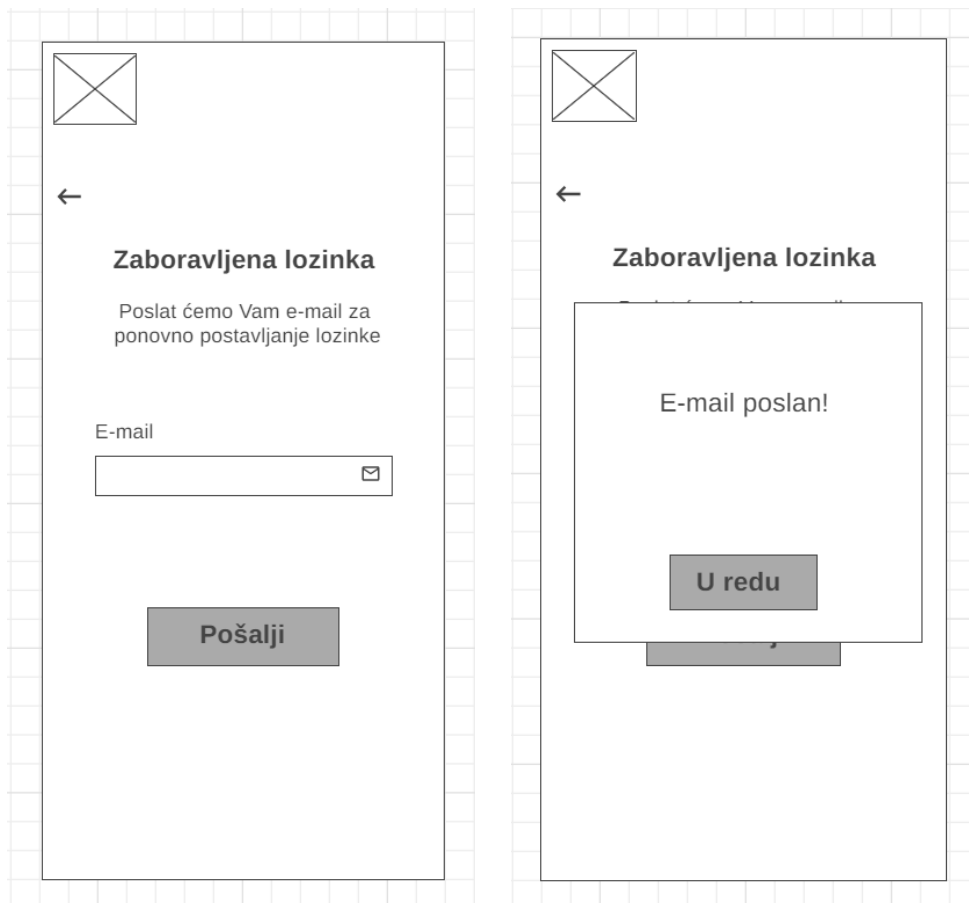 Zaboravljena lozinka
Poslat ćemo Vam e-mail za
ponovno postavljanje lozinke
E-mail
Pošalji
Zaboravljena lozinka
E-mail poslan!
U redu